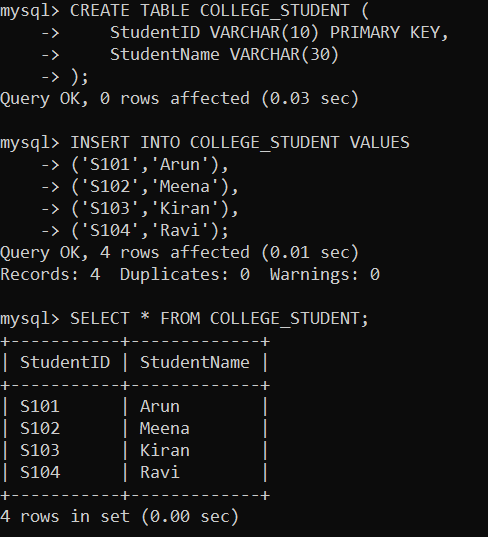 mysql> CREATE TABLE COLLEGE_STUDENT (
    ->     StudentID VARCHAR(10) PRIMARY KEY,
    ->     StudentName VARCHAR(30)
    -> );
Query OK, 0 rows affected (0.03 sec)

mysql> INSERT INTO COLLEGE_STUDENT VALUES
    -> ('S101','Arun'),
    -> ('S102','Meena'),
    -> ('S103','Kiran'),
    -> ('S104','Ravi');
Query OK, 4 rows affected (0.01 sec)
Records: 4  Duplicates: 0  Warnings: 0

mysql> SELECT * FROM COLLEGE_STUDENT;
+-----------+-------------+
| StudentID | StudentName |
+-----------+-------------+
| S101      | Arun        |
| S102      | Meena       |
| S103      | Kiran       |
| S104      | Ravi        |
+-----------+-------------+
4 rows in set (0.00 sec)